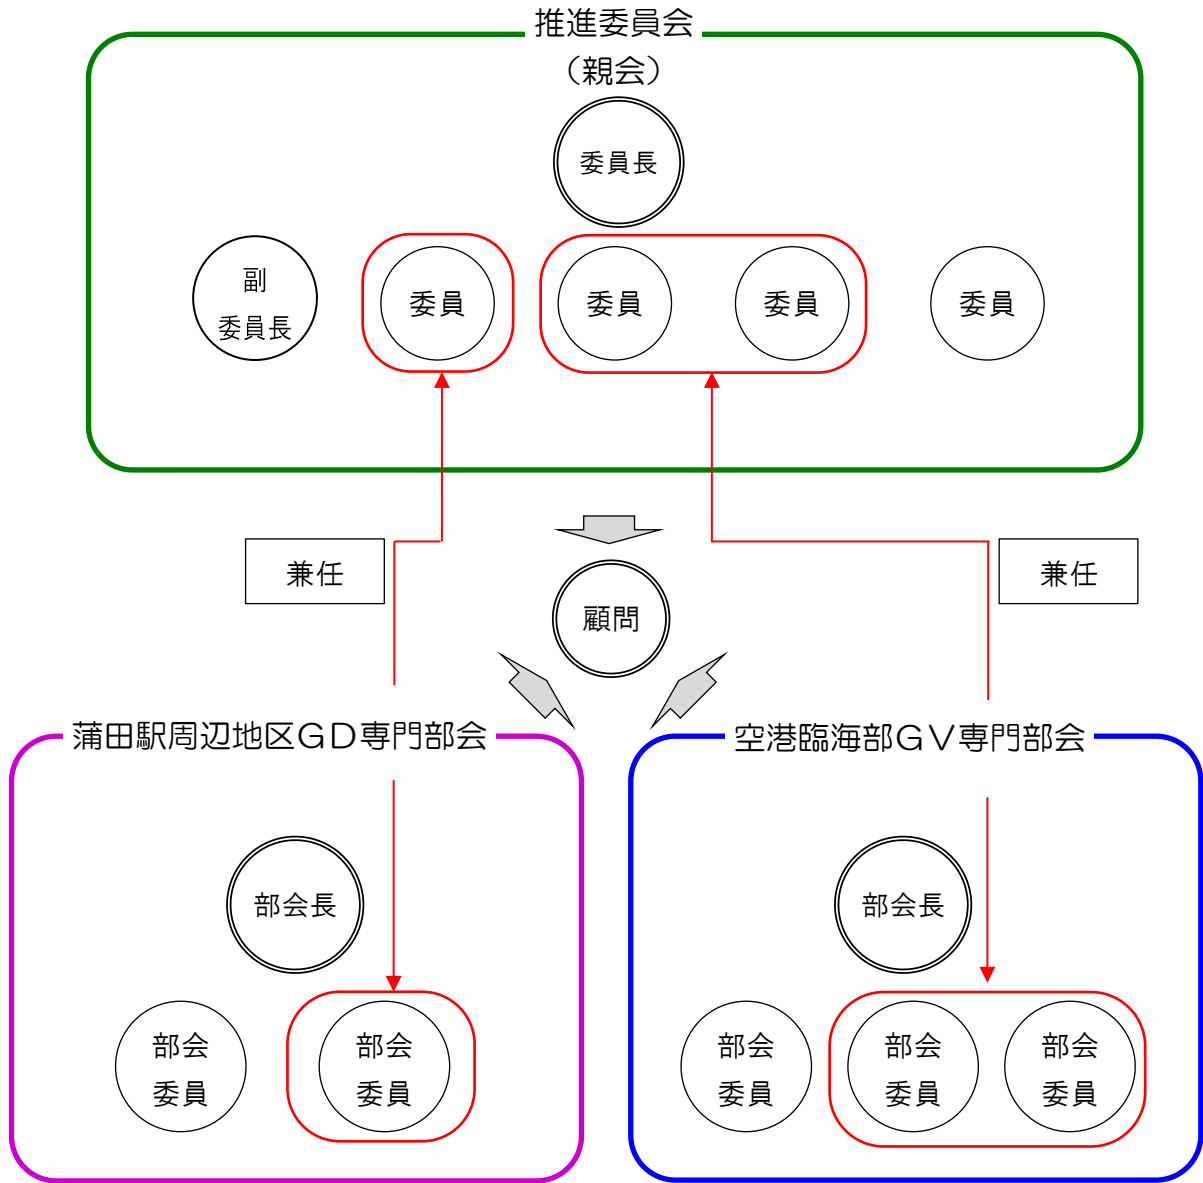 推進委員会
（親会）
委員長
副
委員長
委員
委員
委員
委員
兼任
兼任
顧問
蒲田駅周辺地区ＧＤ専門部会
部会長
部会
委員
部会
委員
空港臨海部ＧＶ専門部会
部会長
部会
委員
部会
委員
部会
委員